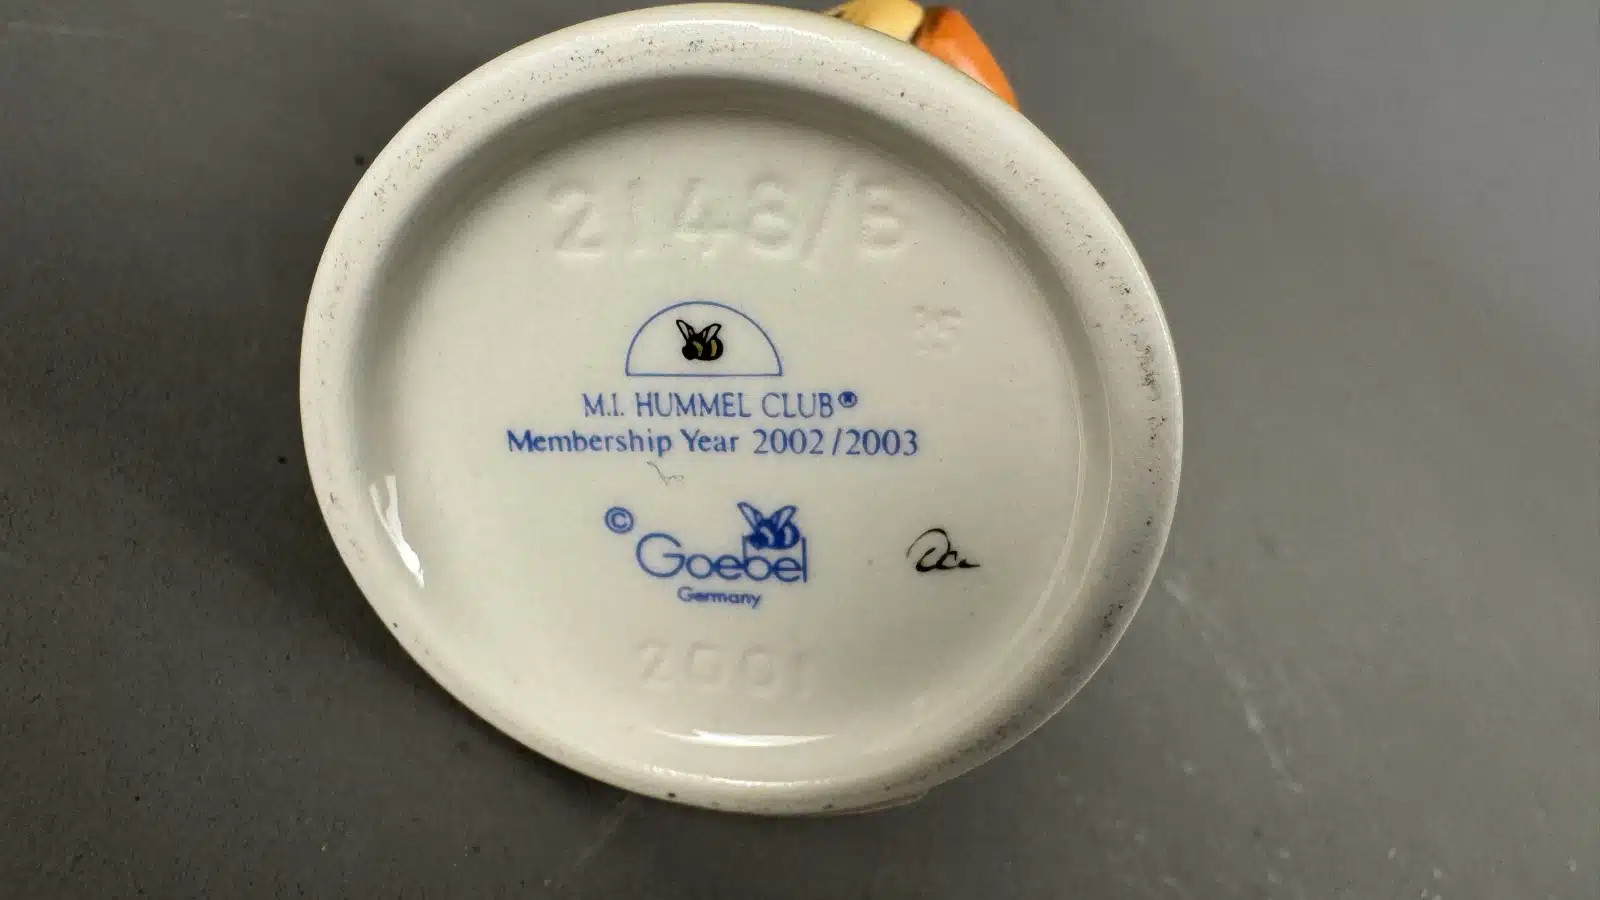 2148/B
M.I. HUMMEL CLUB®
Membership Year 2002/2003
© Goebel
Germany
2001